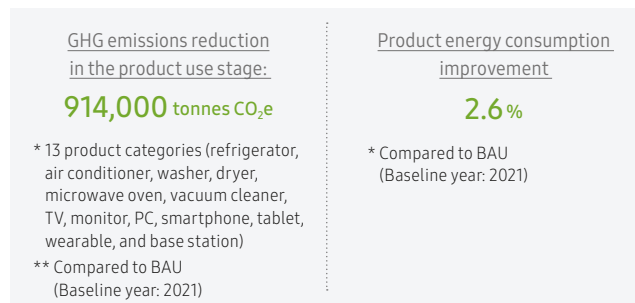 GHG emissions reduction
in the product use stage:
914,000 tonnes CO₂e
* 13 product categories (refrigerator,
air conditioner, washer, dryer,
microwave oven, vacuum cleaner,
TV, monitor, PC, smartphone, tablet,
wearable, and base station)
** Compared to BAU
(Baseline year: 2021)
Product energy consumption
improvement
2.6 %
* Compared to BAU
(Baseline year: 2021)